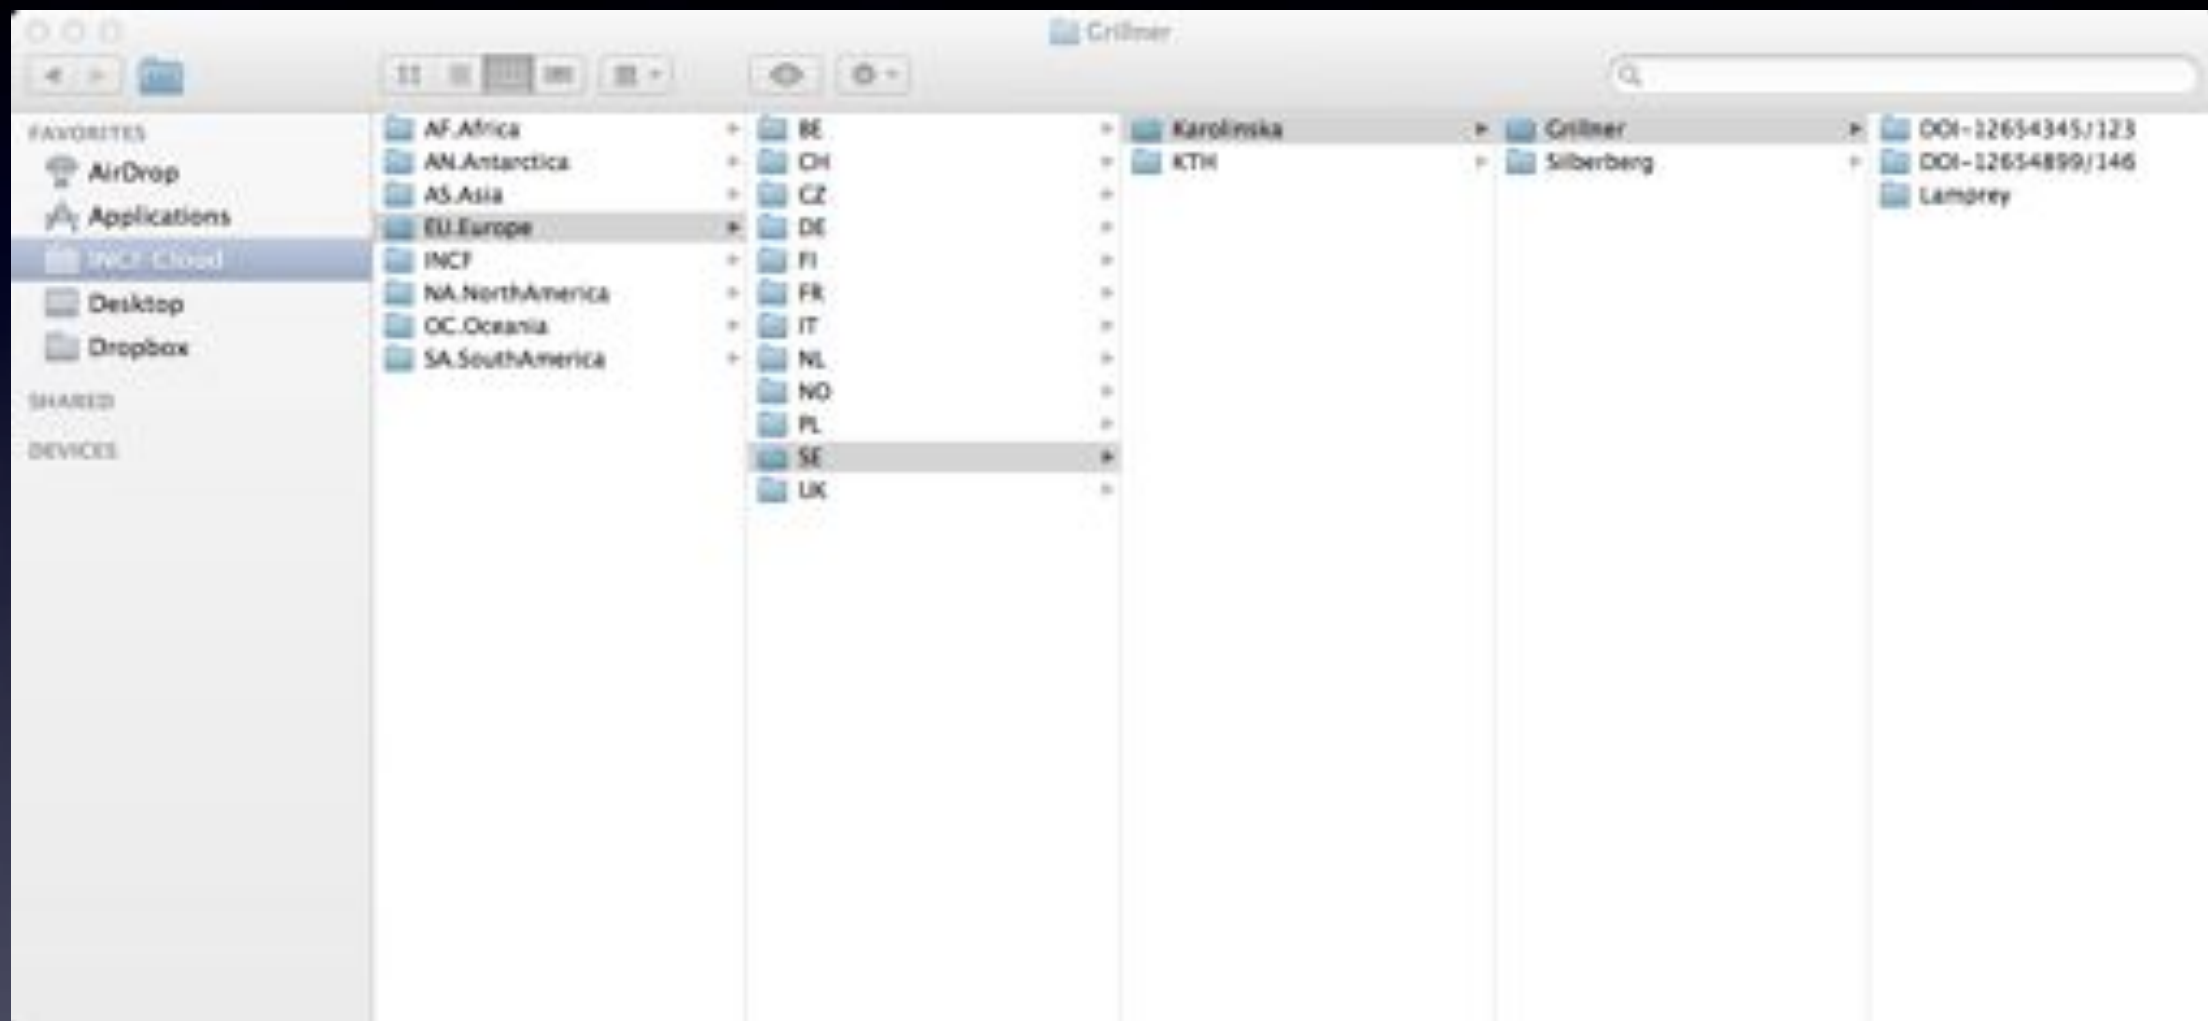 Grillner
FAVORITES
AirDrop
Applications
INCF Cloud
Desktop
Dropbox
SHARED
DEVICES
AF.Africa
AN.Antarctica
AS.Asia
EU.Europe
INCF
NA.NorthAmerica
OC.Oceania
SA.SouthAmerica
BE
CH
CZ
DE
FI
FR
IT
NL
NO
PL
SE
UK
Karolinska
KTH
Grillner
Silberberg
DOI-12654345/123
DOI-12654899/146
Lamprey